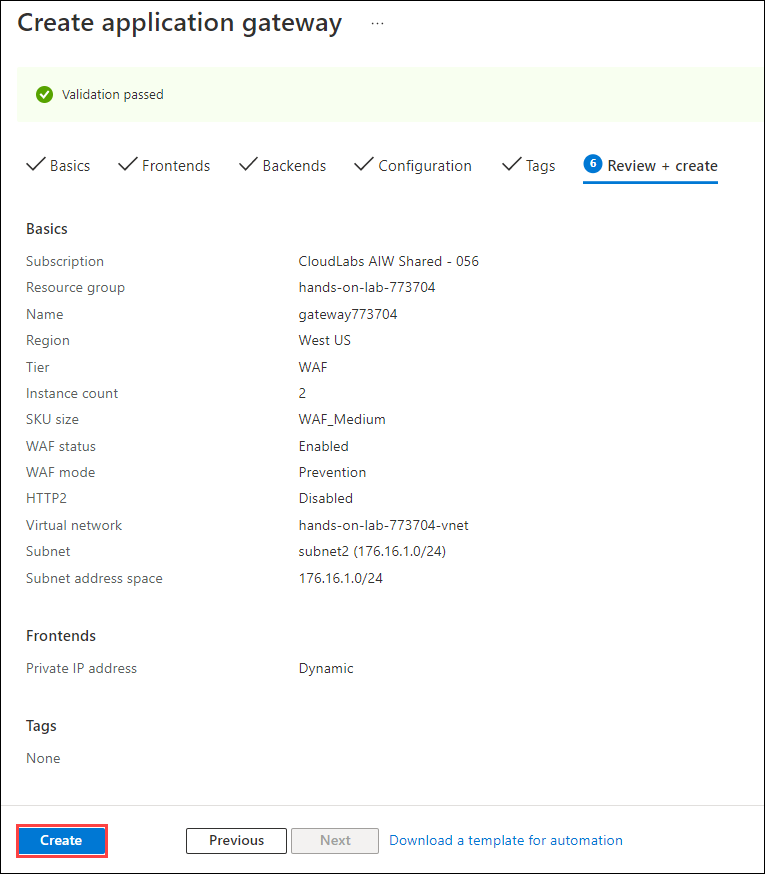 Create application gateway ...
Validation passed
Basics Frontends Backends Configuration Tags 6 Review + create
Basics
Subscription CloudLabs AIW Shared - 056
Resource group hands-on-lab-773704
Name gateway773704
Region West US
Tier WAF
Instance count 2
SKU size WAF_Medium
WAF status Enabled
WAF mode Prevention
HTTP2 Disabled
Virtual network hands-on-lab-773704-vnet
Subnet subnet2 (176.16.1.0/24)
Subnet address space 176.16.1.0/24
Frontends
Private IP address Dynamic
Tags
None
Create Previous Next Download a template for automation